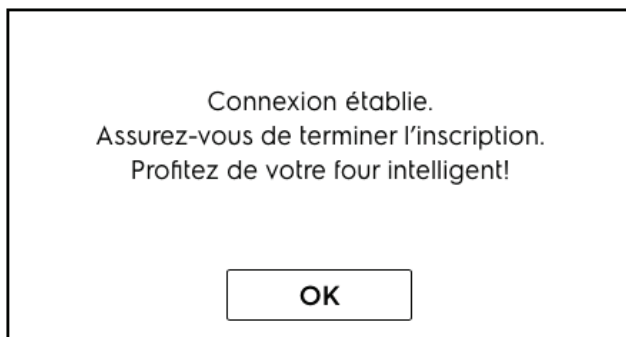 Connexion établie.
Assurez-vous de terminer l’inscription.
Profitez de votre four intelligent!
OK